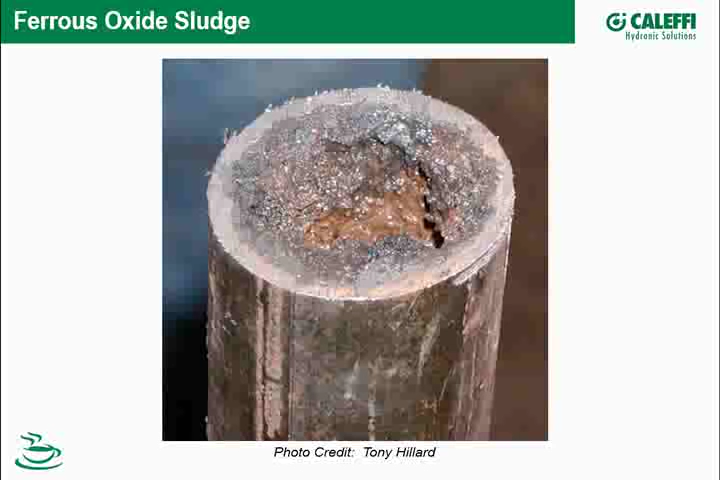 Ferrous Oxide Sludge
CALEFFI
Hydronic Solutions
Photo Credit: Tony Hillard